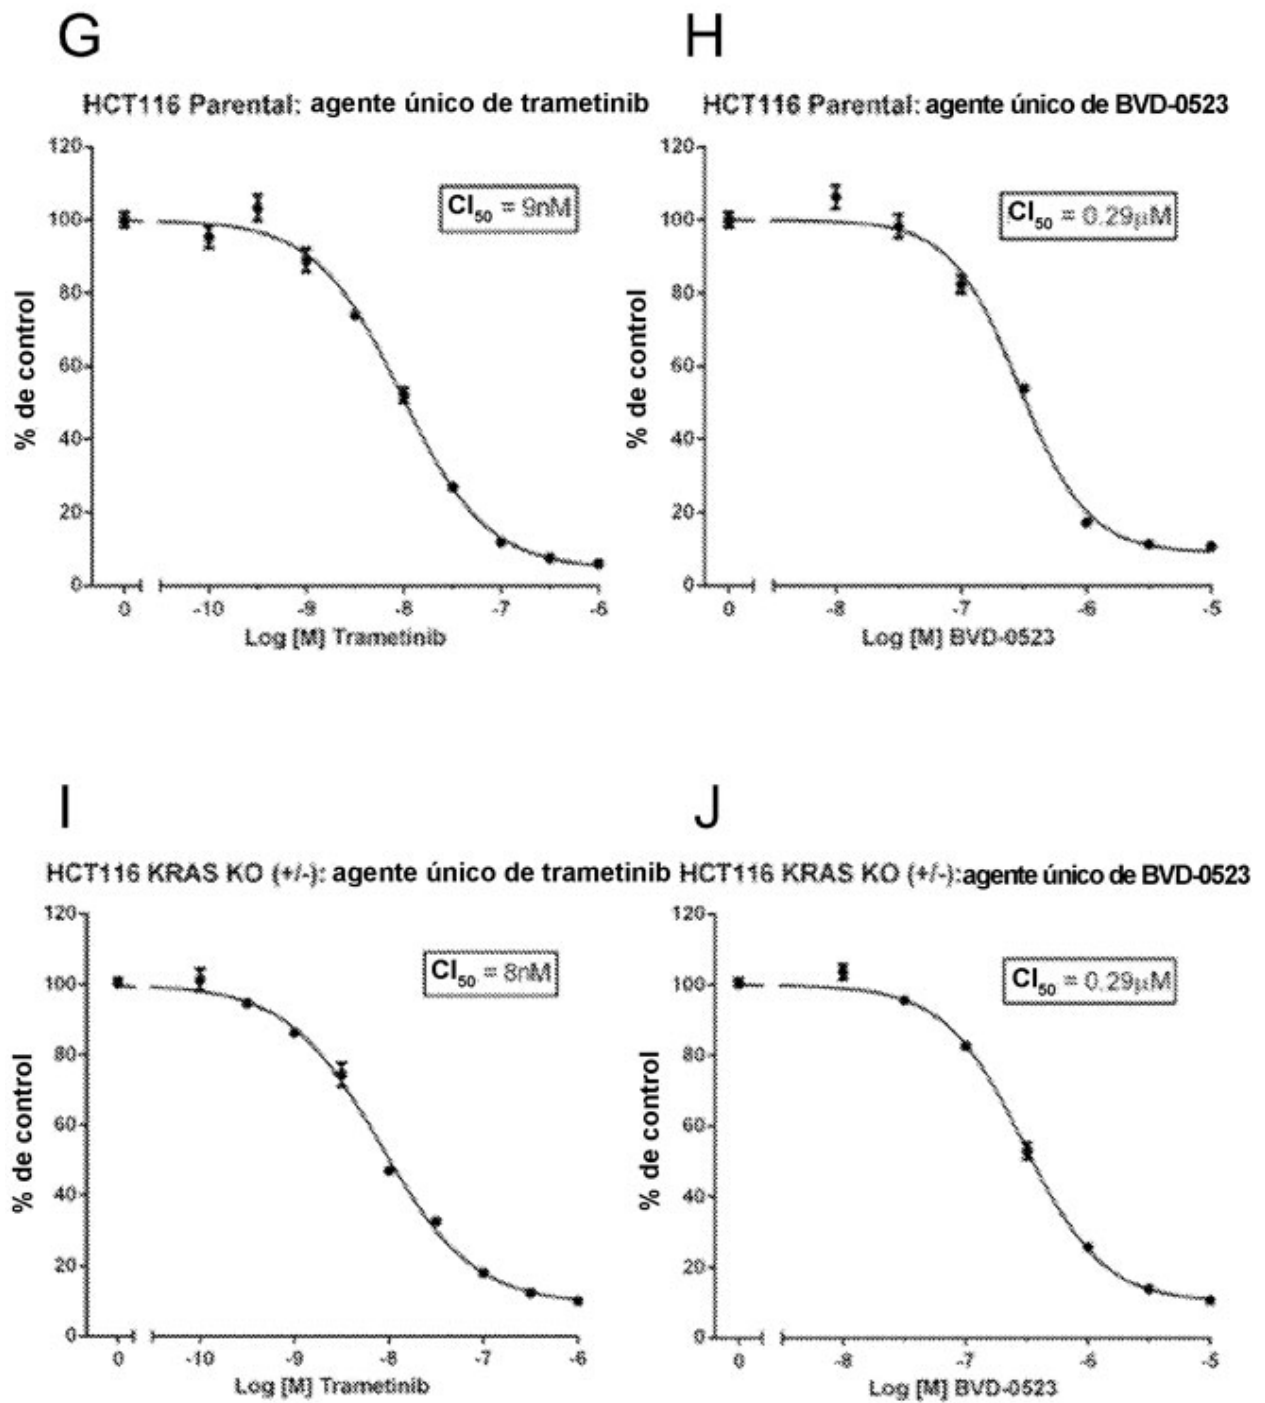 G
H
HCT116 Parental: agente único de trametinib
HCT116 Parental: agente único de BVD-0523
120
100
80
60
40
20
0
% de control
CI50 = 9nM
0 -10 -9 -8 -7 -6
Log [M] Trametinib
120
100
80
60
40
20
0
% de control
CI50 = 0.29µM
0 -8 -7 -6 -5
Log [M] BVD-0523
I
J
HCT116 KRAS KO (+/-): agente único de trametinib
HCT116 KRAS KO (+/-):agente único de BVD-0523
120
100
80
60
40
20
0
% de control
CI50 = 8nM
0 -10 -9 -8 -7 -6
Log [M] Trametinib
120
100
80
60
40
20
0
% de control
CI50 = 0.29µM
0 -8 -7 -6 -5
Log [M] BVD-0523